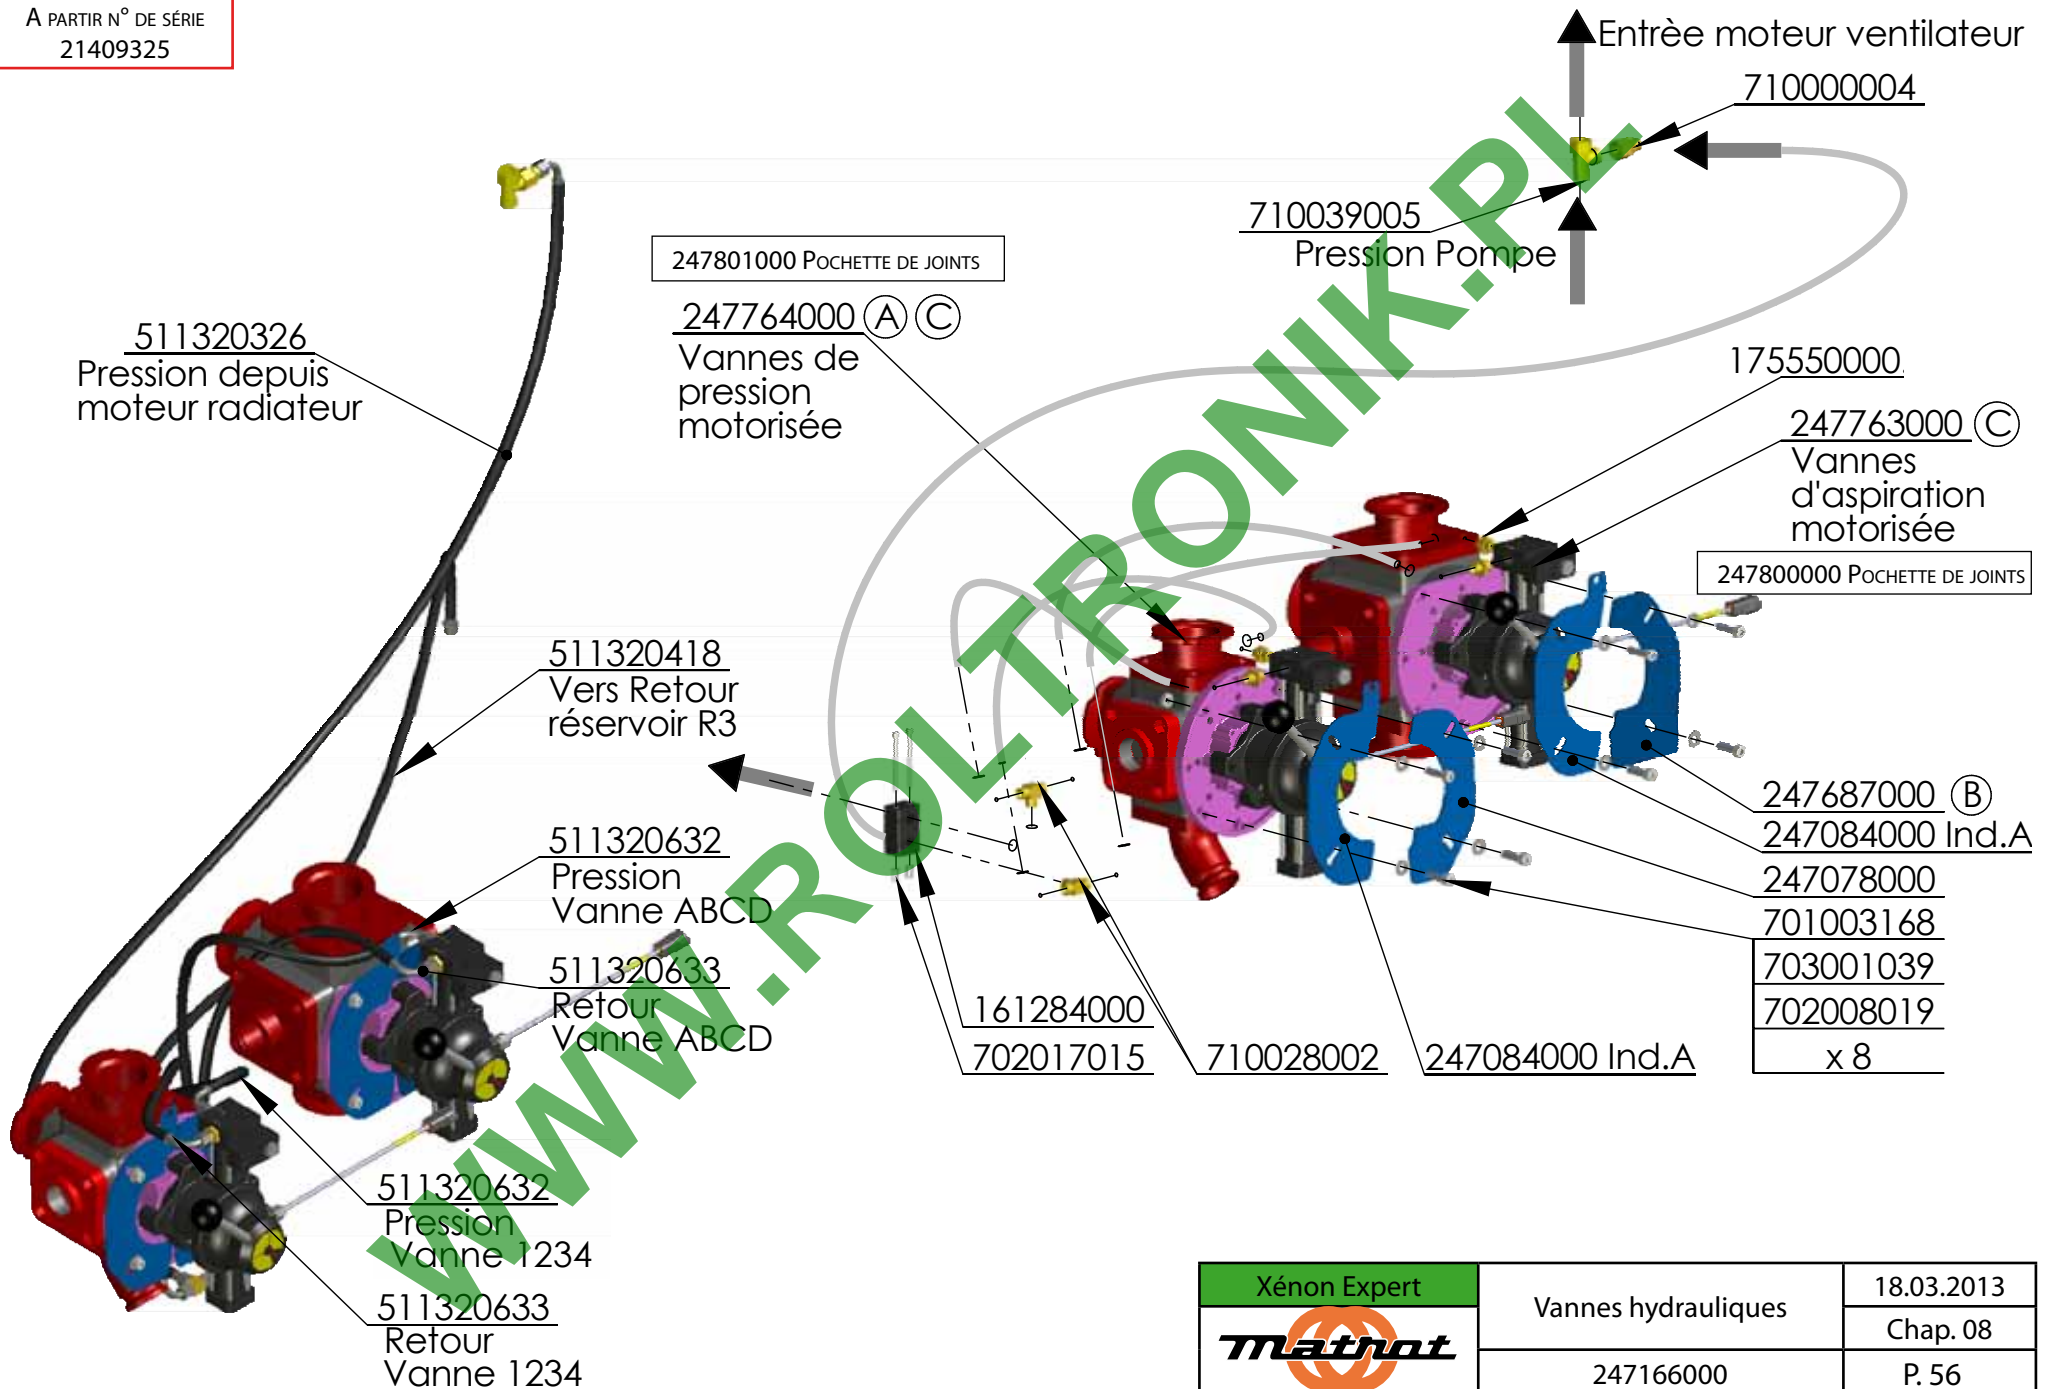 A PARTIR N° DE SÉRIE
21409325
Entrèe moteur ventilateur
710000004
710039005
Pression Pompe
247801000 POCHETTE DE JOINTS
247764000 A C
Vannes de
pression
motorisée
511320326
Pression depuis
moteur radiateur
175550000
247763000 C
Vannes
d'aspiration
motorisée
247800000 POCHETTE DE JOINTS
511320418
Vers Retour
réservoir R3
247687000 B
247084000 Ind.A
247078000
701003168
703001039
702008019
x 8
511320632
Pression
Vanne ABCD
511320633
Retour
Vanne ABCD
161284000
702017015
710028002
247084000 Ind.A
511320632
Pression
Vanne 1234
511320633
Retour
Vanne 1234
WWW.ROLTRONIK.PL
Xénon Expert
Matrot
Vannes hydrauliques
247166000
18.03.2013
Chap. 08
P. 56